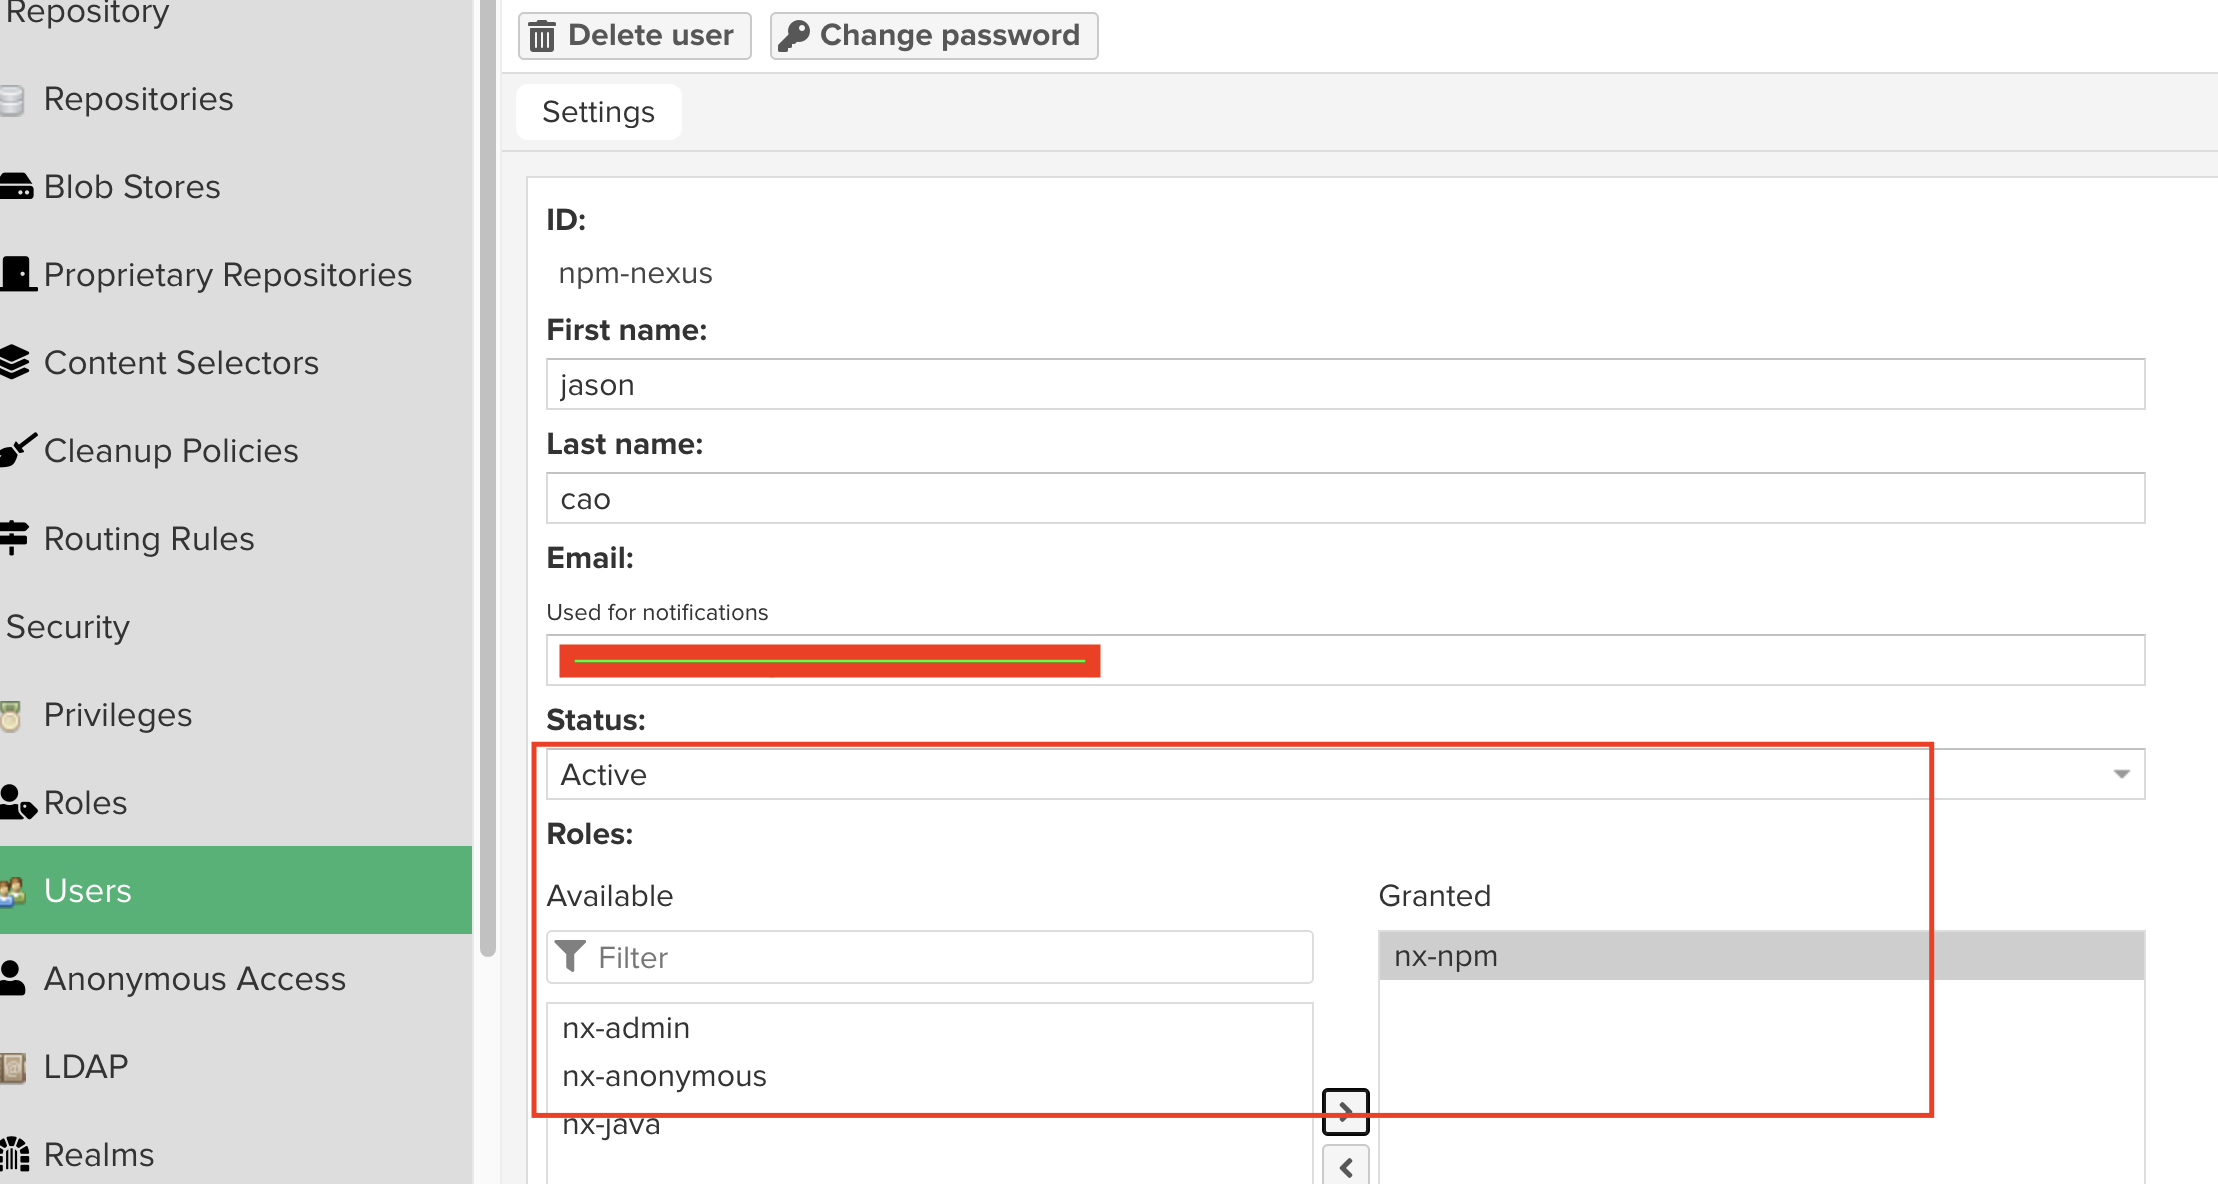 Repository
Repositories
Blob Stores
Proprietary Repositories
Content Selectors
Cleanup Policies
Routing Rules
Security
Privileges
Roles
Users
Anonymous Access
LDAP
Realms
Delete user
Change password
Settings
ID:
npm-nexus
First name:
jason
Last name:
cao
Email:
Used for notifications
Status:
Active
Roles:
Available
Filter
nx-admin
nx-anonymous
nx-java
Granted
nx-npm